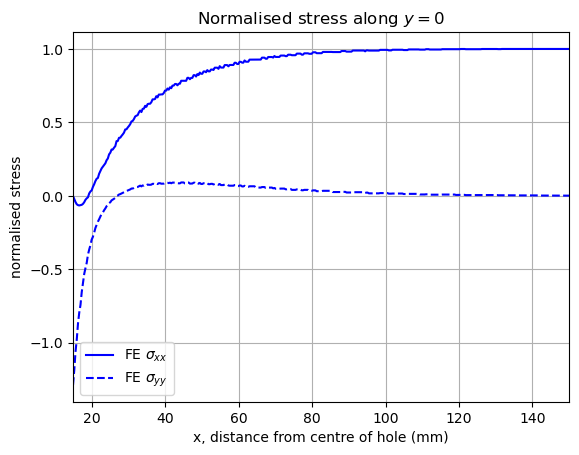 Normalised stress along y = 0
normalised stress
1.0
0.5
0.0
−0.5
−1.0
FE σxx
FE σyy
20 40 60 80 100 120 140
x, distance from centre of hole (mm)